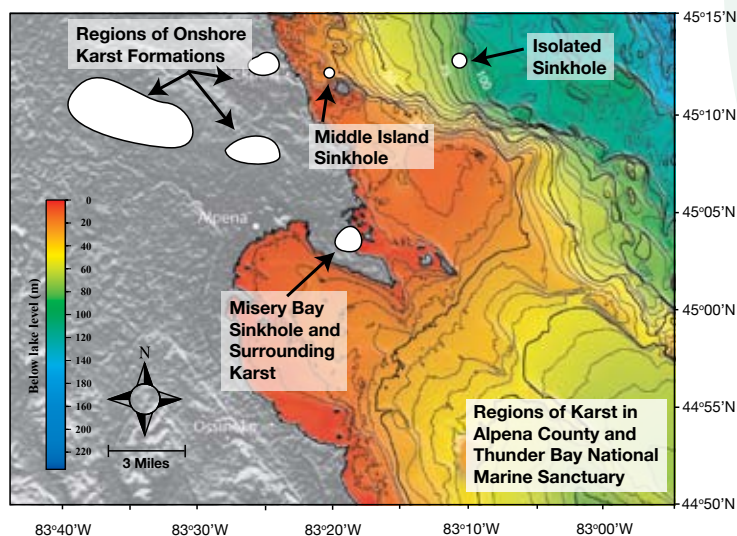 Regions of Onshore
Karst Formations
Isolated
Sinkhole
Middle Island
Sinkhole
100
Alpena
Misery Bay
Sinkhole and
Surrounding
Karst
Below lake level (m)
0
20
40
60
80
100
120
140
160
180
200
220
N
3 Miles
Regions of Karst in
Alpena County and
Thunder Bay National
Marine Sanctuary
45°15'N
45°10'N
45°05'N
45°00'N
44°55'N
44°50'N
83°40'W
83°30'W
83°20'W
83°10'W
83°00'W